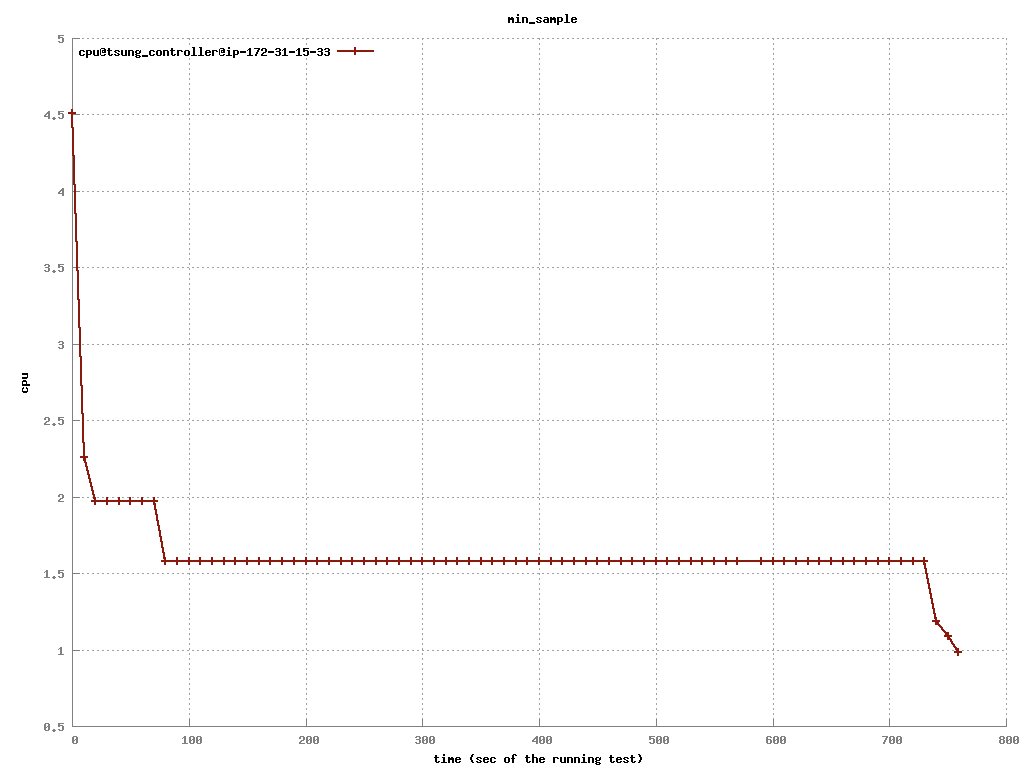 min_sample
cpu@tsung_controller@ip-172-31-15-33
5
4.5
4
3.5
3
2.5
2
1.5
1
0.5
cpu
0 100 200 300 400 500 600 700 800
time (sec of the running test)